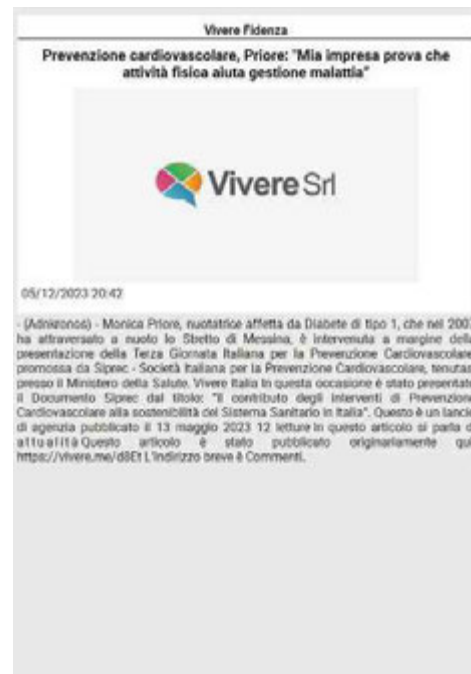 Vivere Fidenza
Prevenzione cardiovascolare, Priore: "Mia impresa prova che
attività fisica aiuta gestione malattia"
Vivere Srl
05/12/2023 20:42
- (Adnkronos) - Monica Priore, nuotatrice affetta da Diabete di tipo 1, che nel 2007
ha attraversato a nuoto lo Stretto di Messina, è intervenuta a margine della
presentazione della Terza Giornata Italiana per la Prevenzione Cardiovascolare
promossa da Siprec - Società Italiana per la Prevenzione Cardiovascolare, tenutasi
presso il Ministero della Salute. Vivere Italia In questa occasione è stato presentato
il Documento Siprec dal titolo: "Il contributo degli interventi di Prevenzione
Cardiovascolare alla sostenibilità del Sistema Sanitario in Italia". Questo è un lancio
di agenzia pubblicato il 13 maggio 2023 12 letture In questo articolo si parla di
attualità Questo articolo è stato pubblicato originariamente qui
https://vivere.me/d8Et L'indirizzo breve è Commenti.